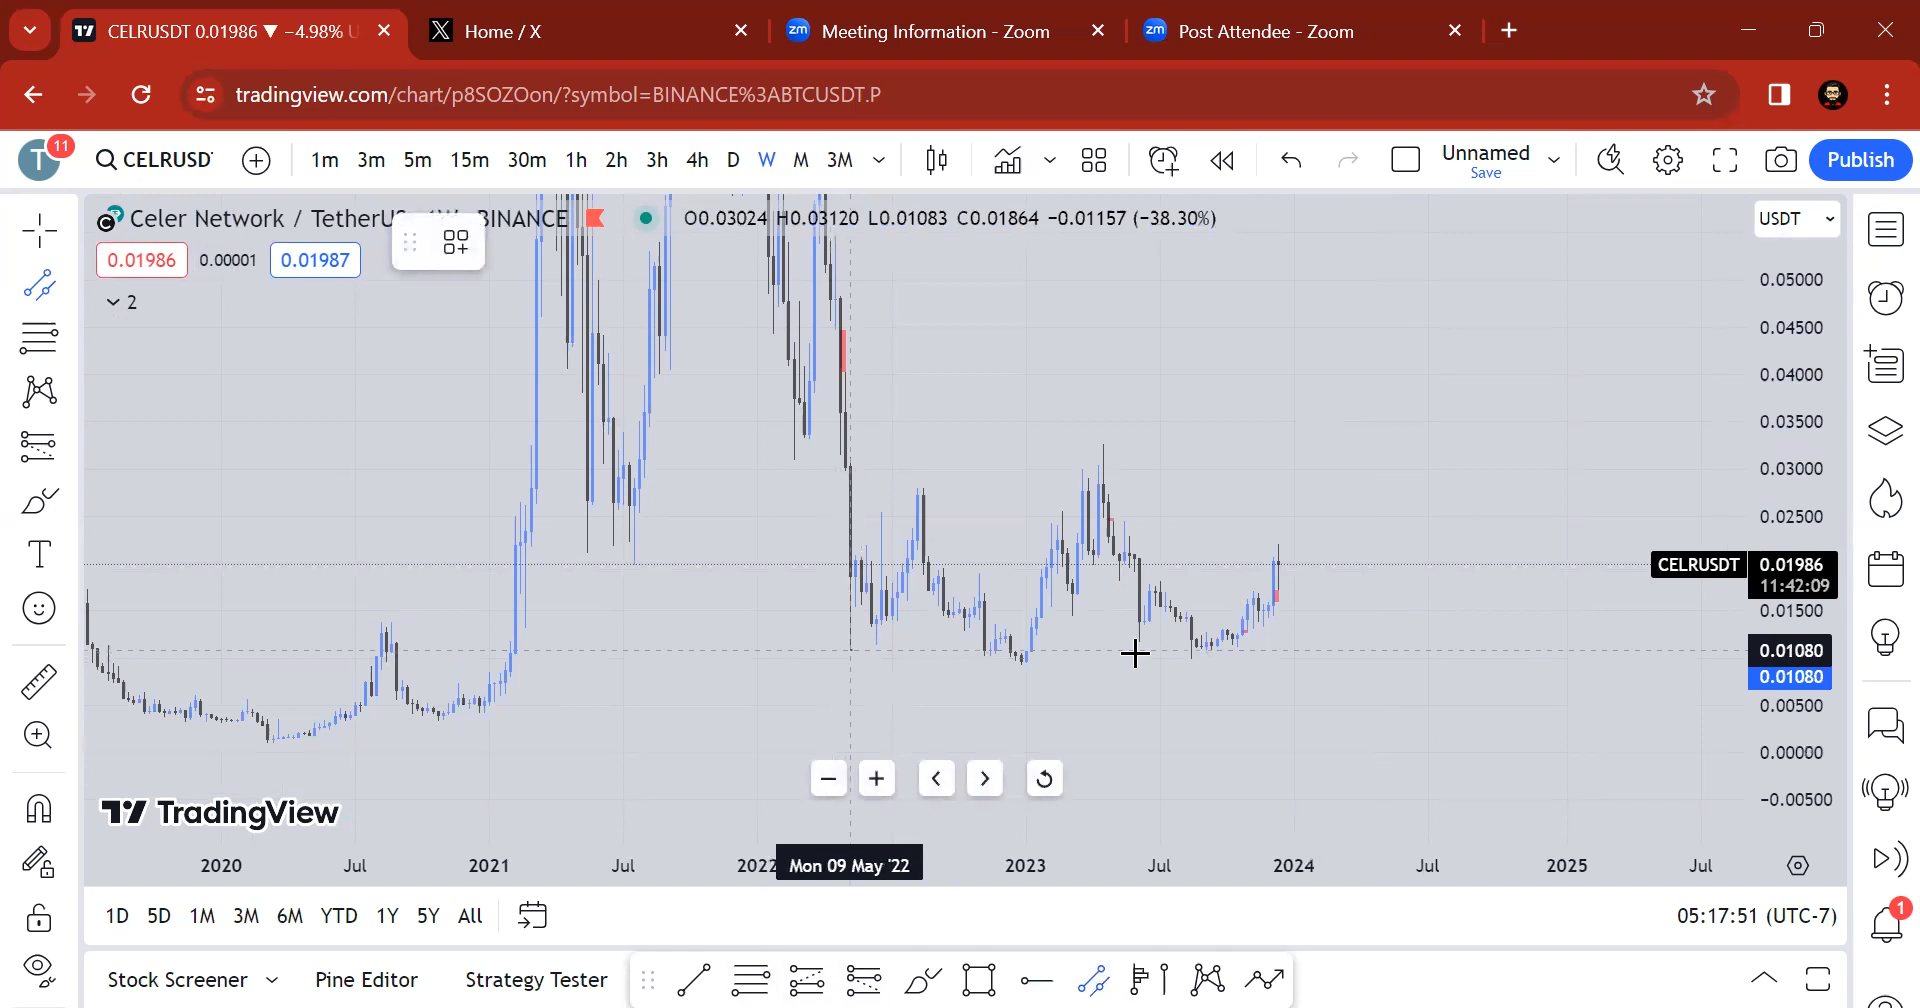 CELRUSDT 0.01986 ▼ −4.98% U
Home / X
Meeting Information - Zoom
Post Attendee - Zoom
tradingview.com/chart/p8SOZOon/?symbol=BINANCE%3ABTCUSDT.P
T
11
CELRUSD
1m 3m 5m 15m 30m 1h 2h 3h 4h D W M 3M
Unnamed
Save
Publish
Celer Network / TetherUS BINANCE
O0.03024 H0.03120 L0.01083 C0.01864 −0.01157 (−38.30%)
USDT
0.01986 0.00001 0.01987
2
0.05000
0.04500
0.04000
0.03500
0.03000
0.02500
CELRUSDT 0.01986
11:42:09
0.01500
0.01080
0.01080
0.00500
0.00000
−0.00500
TradingView
2020 Jul 2021 Jul 2022 Mon 09 May '22 2023 Jul 2024 Jul 2025 Jul
1D 5D 1M 3M 6M YTD 1Y 5Y All
05:17:51 (UTC-7)
1
Stock Screener Pine Editor Strategy Tester